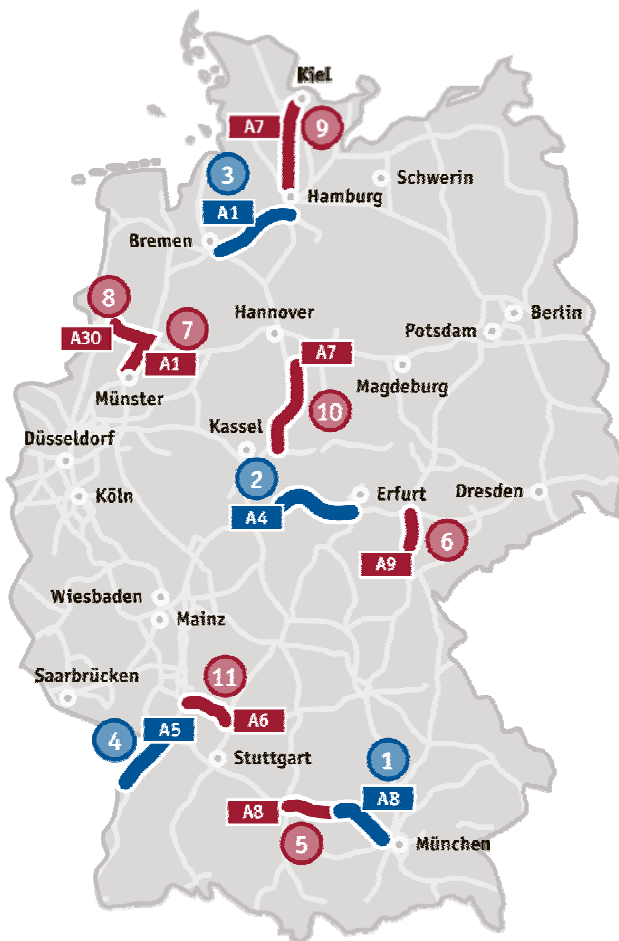 Kiel
A7
9
3
Schwerin
Hamburg
A1
Bremen
8
Hannover
Berlin
7
Potsdam
A30
A7
A1
Magdeburg
Münster
10
Kassel
Düsseldorf
2
Erfurt
Dresden
Köln
A4
6
A9
Wiesbaden
Mainz
Saarbrücken
11
A6
A5
4
Stuttgart
1
A8
A8
5
München